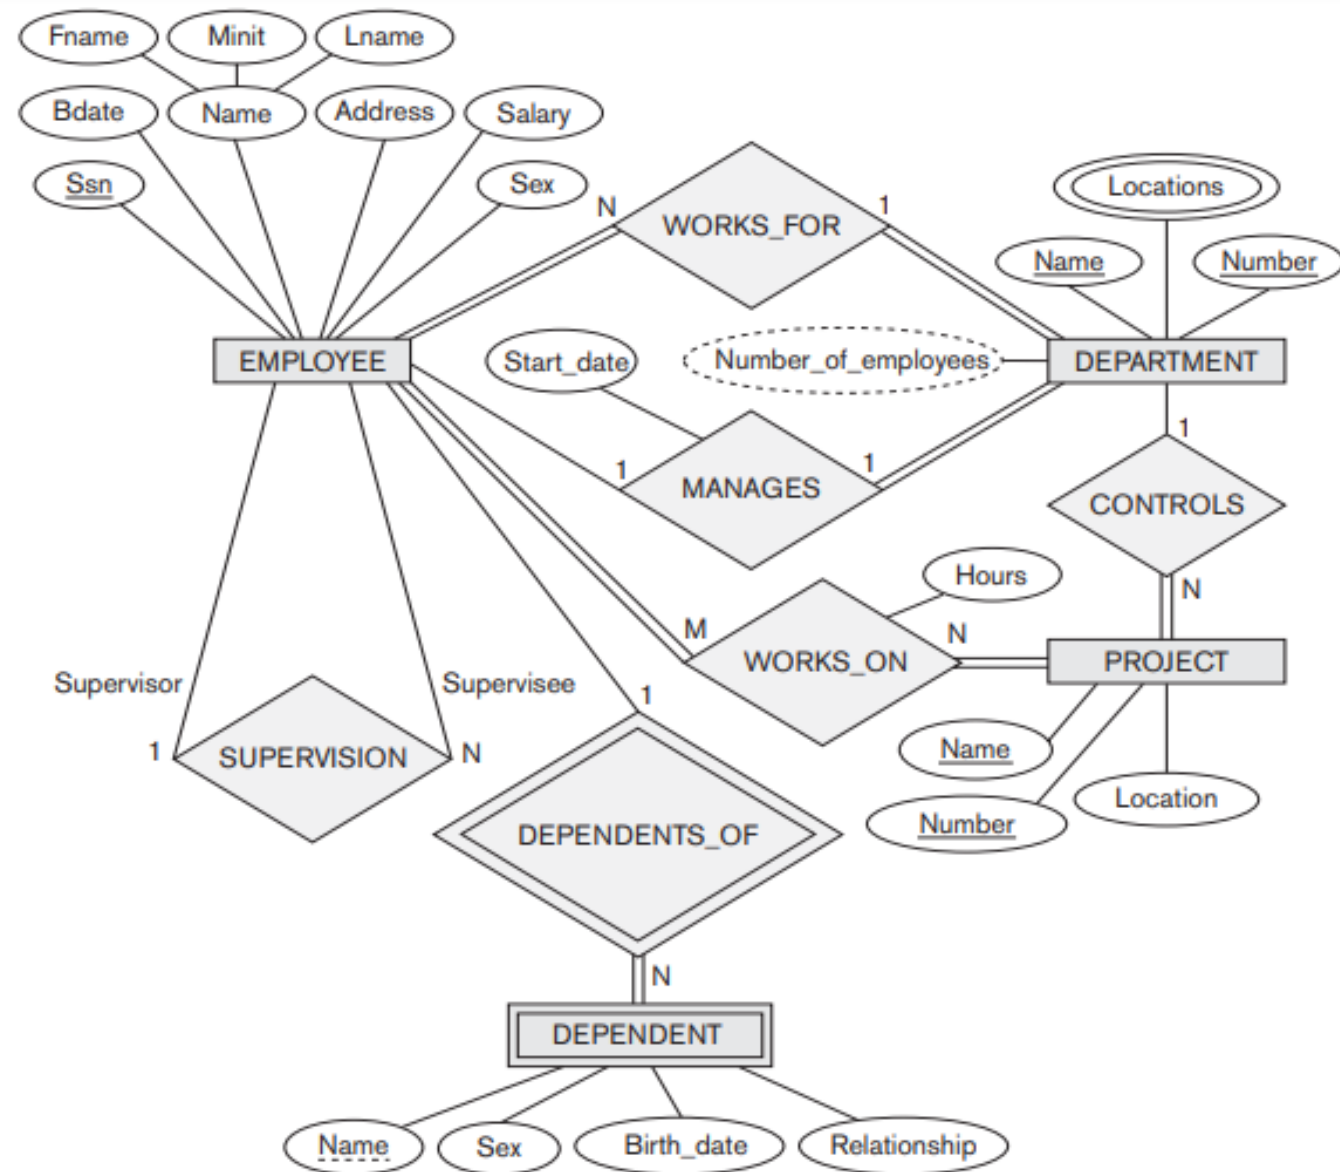 Fname Minit Lname
Bdate Name Address Salary
Ssn Sex
N WORKS_FOR 1
Locations
Name Number
EMPLOYEE Start_date Number_of_employees DEPARTMENT
1 MANAGES 1
1
CONTROLS
N
Hours
M WORKS_ON N PROJECT
Supervisor Supervisee
1 SUPERVISION N
1
Name
Location
Number
DEPENDENTS_OF
N
DEPENDENT
Name Sex Birth_date Relationship